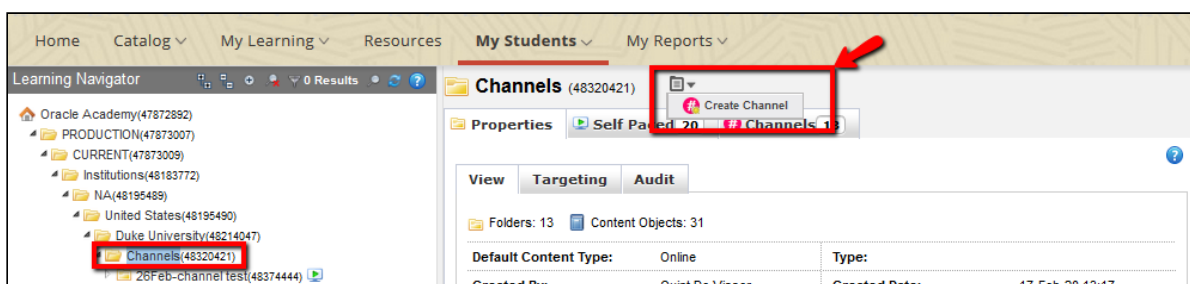 Home Catalog My Learning Resources My Students My Reports
Learning Navigator 0 Results
Channels (48320421)
Create Channel
Oracle Academy(47872892)
PRODUCTION(47873007)
CURRENT(47873009)
Institutions(48183772)
NA(48195489)
United States(48195490)
Duke University(48214047)
Channels(48320421)
26Feb-channel test(48374444)
Properties Self Paced 20 Channels 13
View Targeting Audit
Folders: 13 Content Objects: 31
Default Content Type: Online Type: